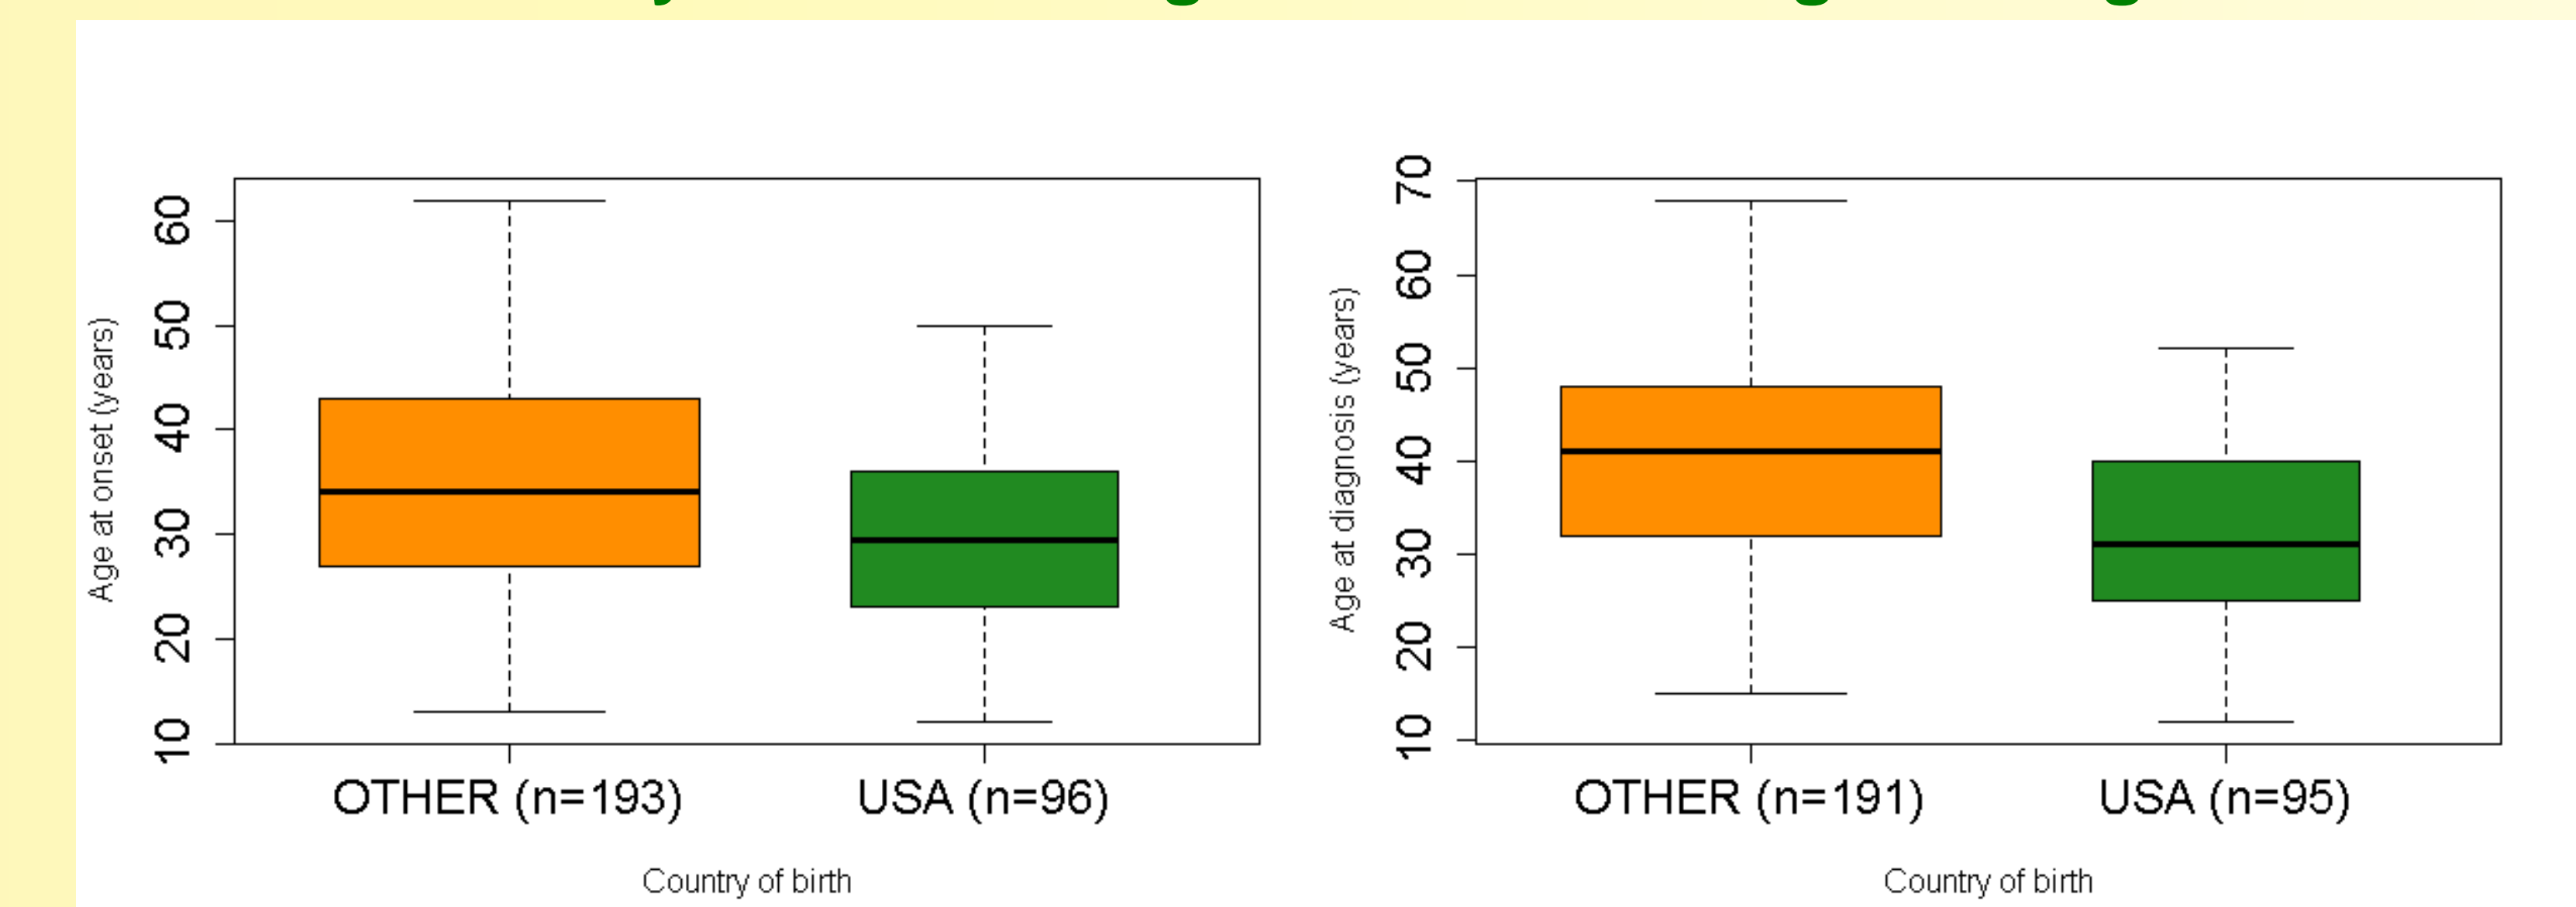 Age at onset (years)
60
50
40
30
20
10
OTHER (n=193) USA (n=96)
Country of birth
Age at diagnosis (years)
70
60
50
40
30
20
10
OTHER (n=191) USA (n=95)
Country of birth